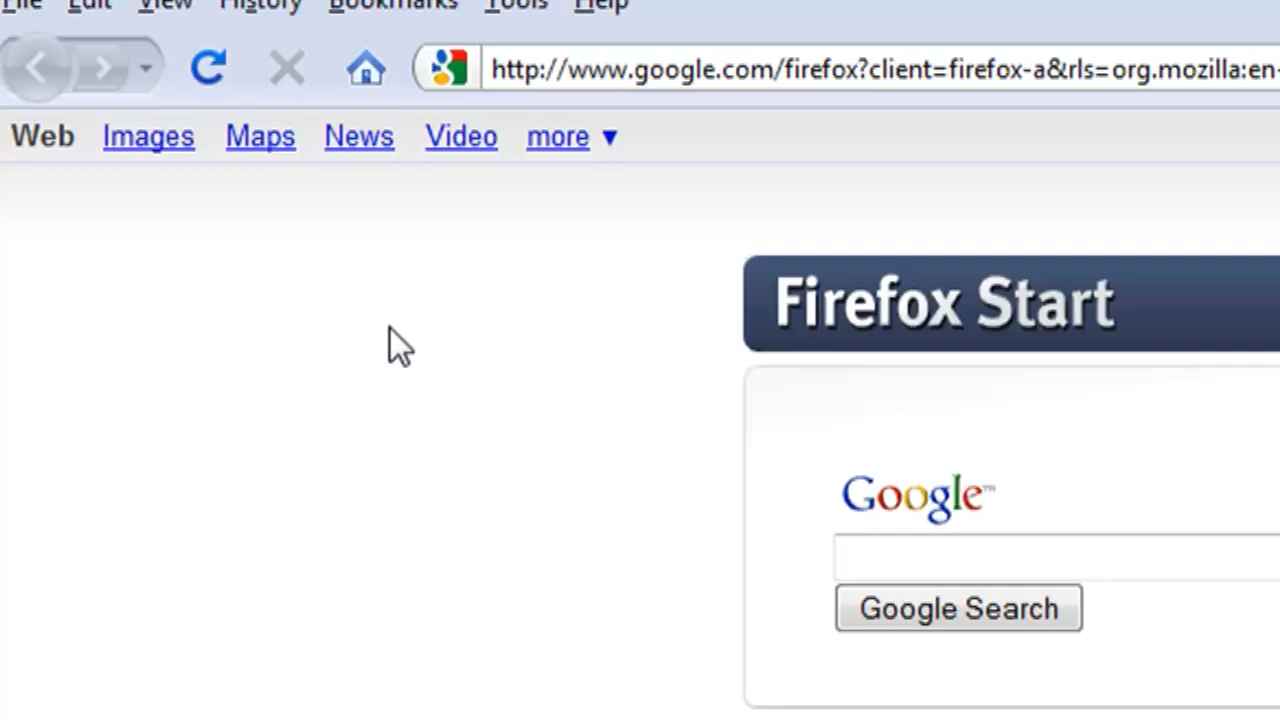 File Edit View History Bookmarks Tools Help
http://www.google.com/firefox?client=firefox-a&rls=org.mozilla:en-
Web Images Maps News Video more ▼
Firefox Start
Google™
Google Search